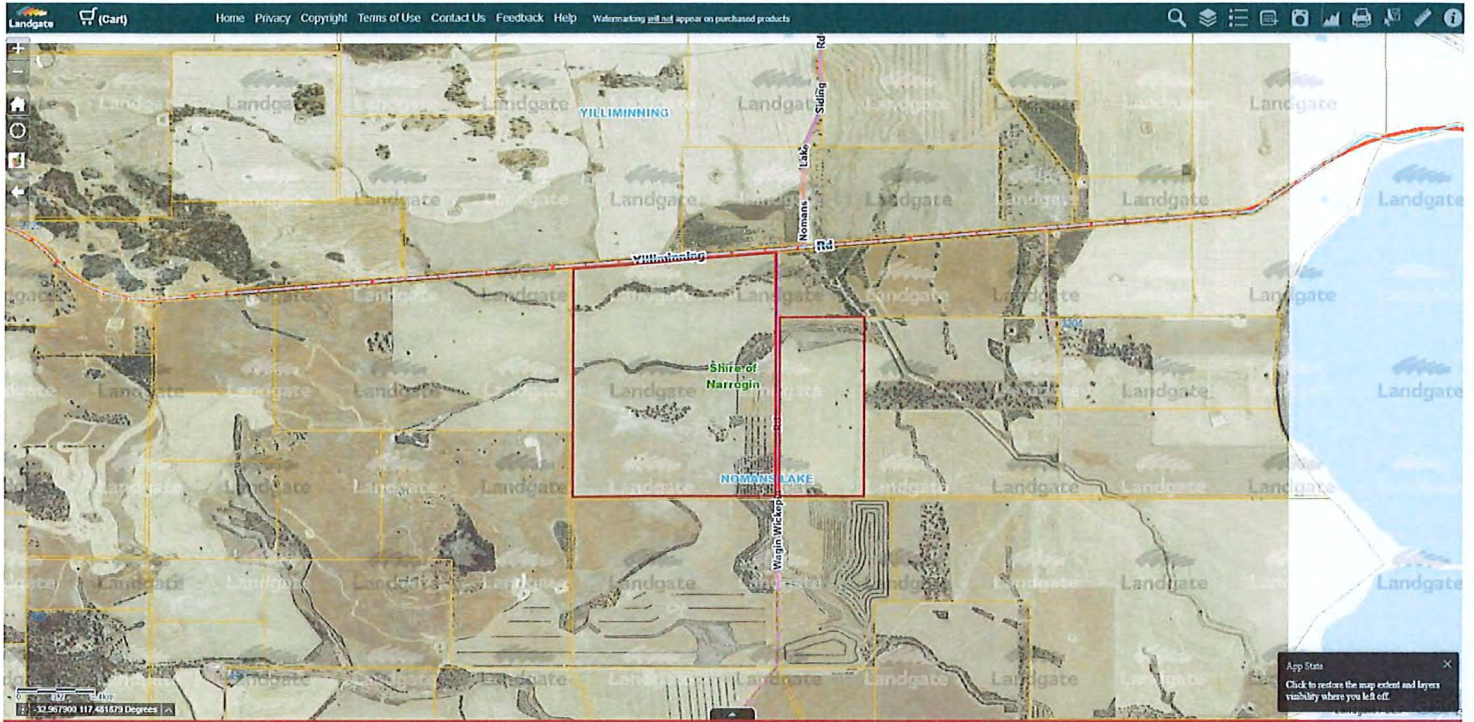 Landgate
(Cart)
Home Privacy Copyright Terms of Use Contact Us Feedback Help Watermarking will not appear on purchased products
YILLIMINNING
Nomans Lake Siding Rd
Yilliminning Rd
Shire of
Narrogin
NOMANS LAKE
Rd
App State
Click to restore the map extent and layers
visibility where you left off.
-32.967900 117.481879 Degrees
Landgate